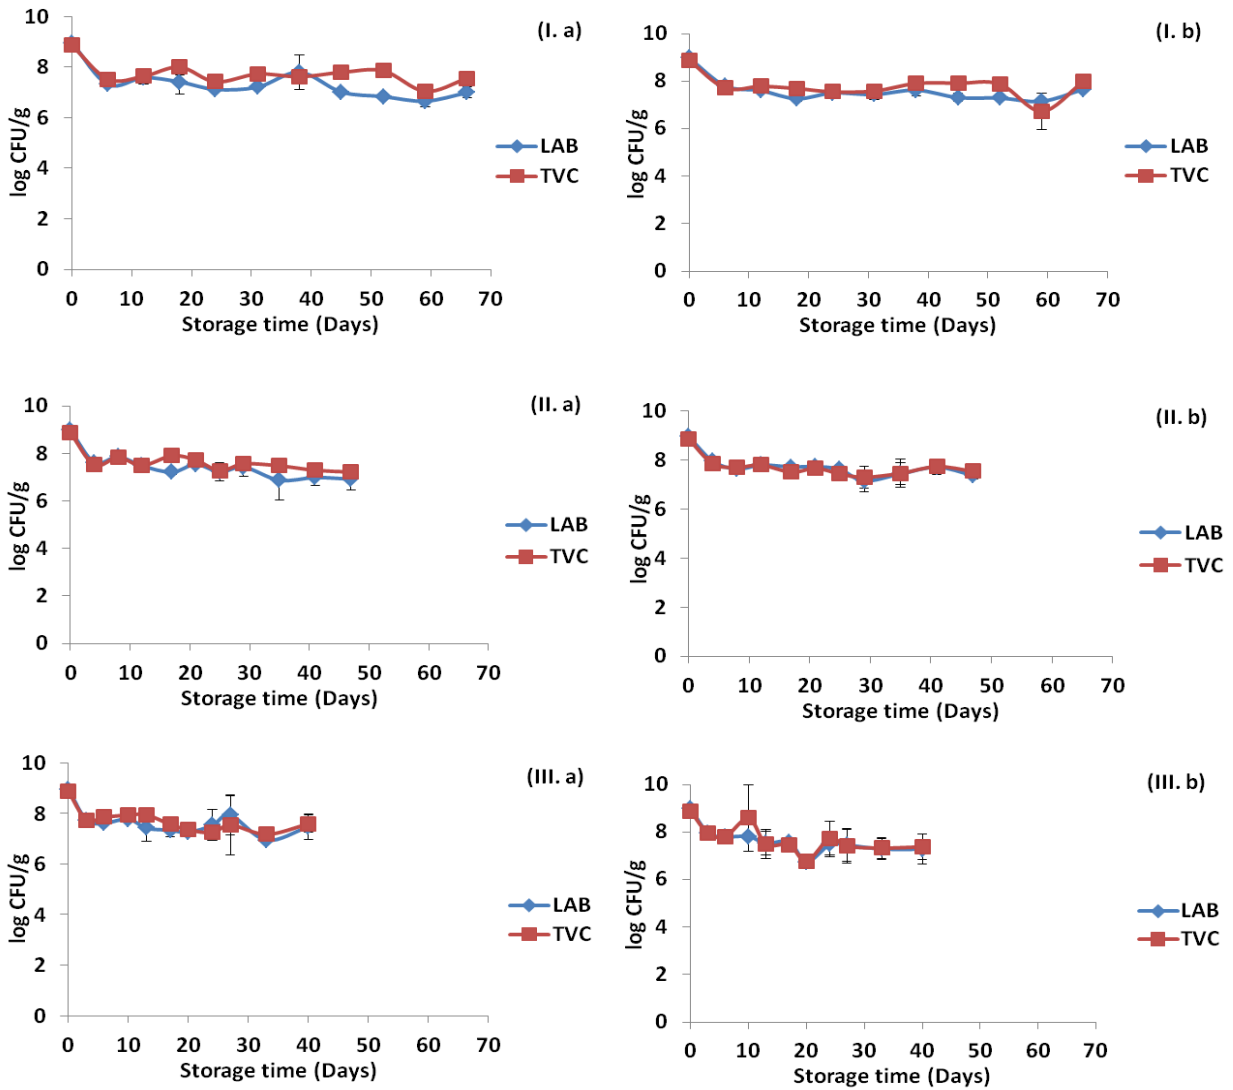 (I. a)
10
8
6
4
2
0
log CFU/g
0 10 20 30 40 50 60 70
Storage time (Days)
LAB
TVC
(I. b)
10
8
6
4
2
0
log CFU/g
0 10 20 30 40 50 60 70
Storage time (Days)
LAB
TVC
(II. a)
10
8
6
4
2
0
log CFU/g
0 10 20 30 40 50 60 70
Storage time (Days)
LAB
TVC
(II. b)
10
8
6
4
2
0
log CFU/g
0 10 20 30 40 50 60 70
Storage time (Days)
LAB
TVC
(III. a)
10
8
6
4
2
0
log CFU/g
0 10 20 30 40 50 60 70
Storage time (Days)
LAB
TVC
(III. b)
10
8
6
4
2
0
log CFU/g
0 10 20 30 40 50 60 70
Storage time (Days)
LAB
TVC